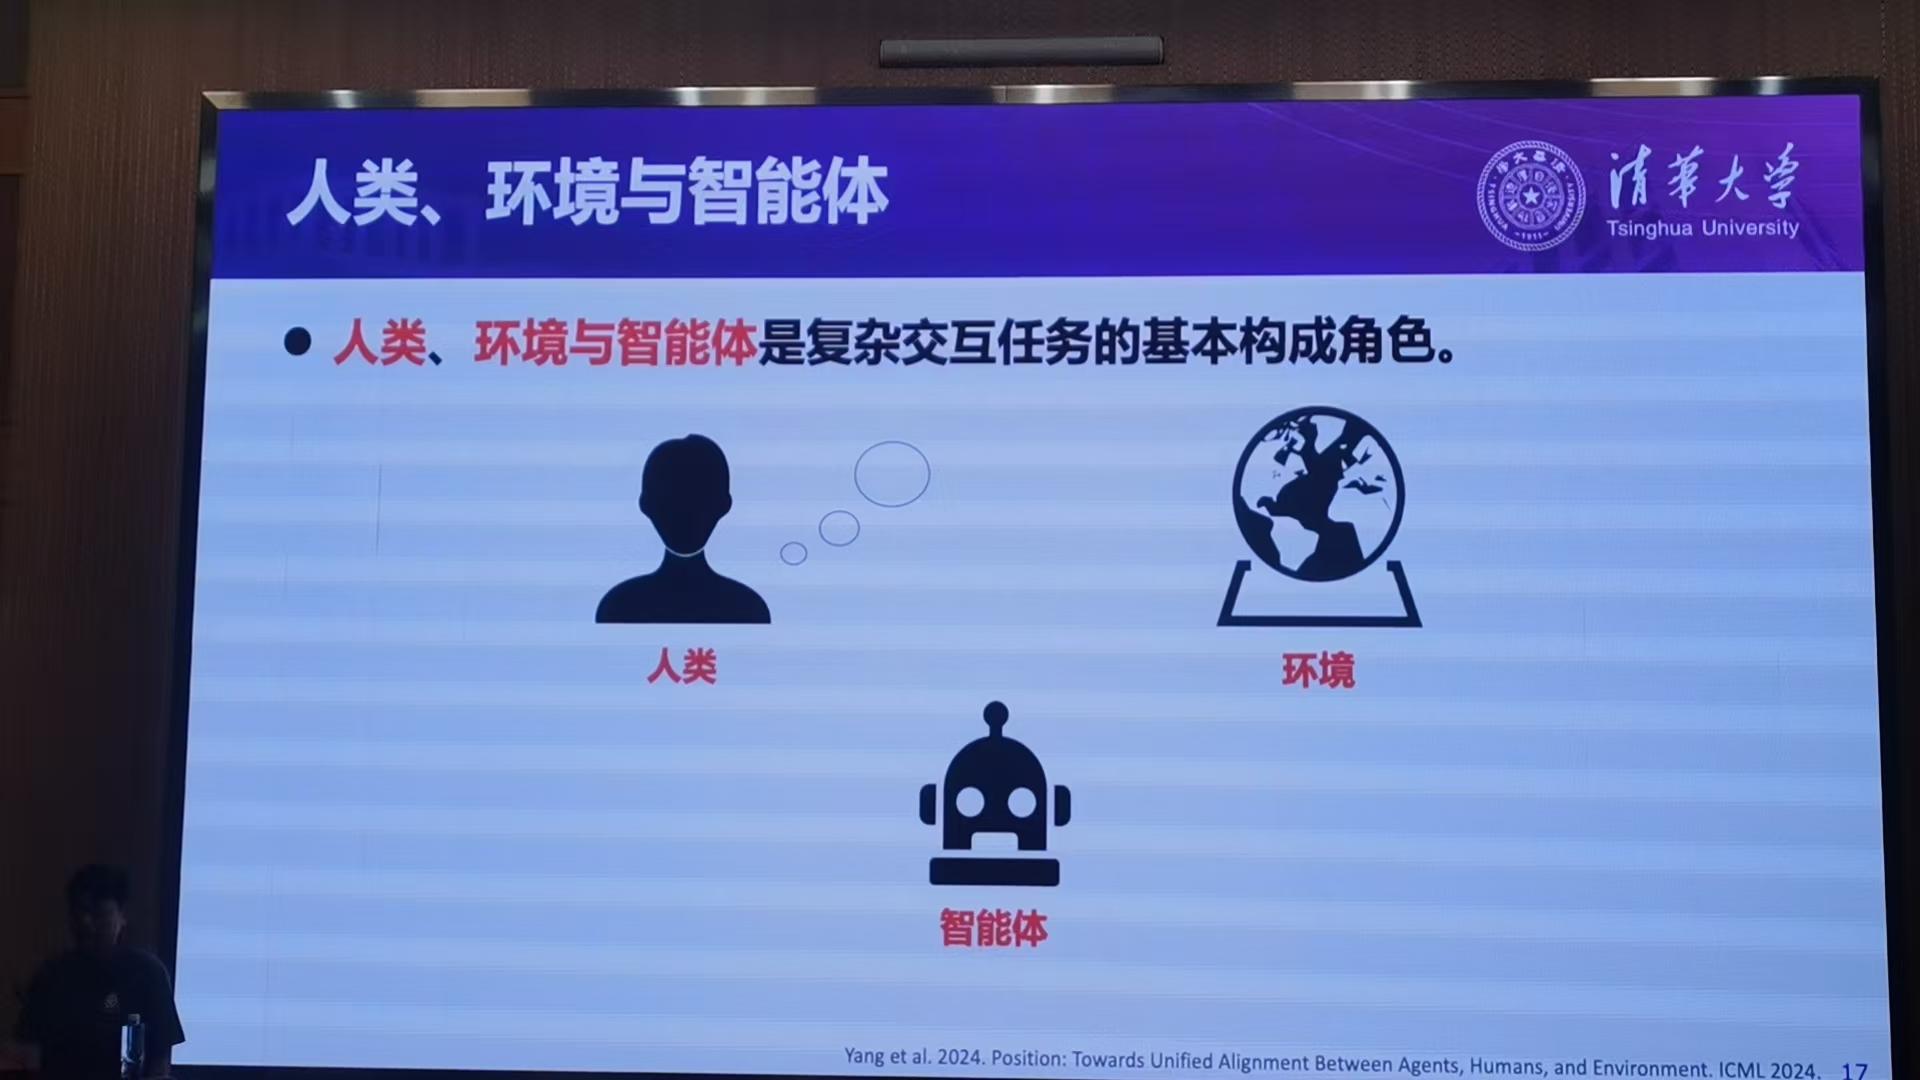 人类、环境与智能体
清華大学
Tsinghua University
● 人类、环境与智能体是复杂交互任务的基本构成角色。
人类
环境
智能体
Yang et al. 2024. Position: Towards Unified Alignment Between Agents, Humans, and Environment. ICML 2024.
17